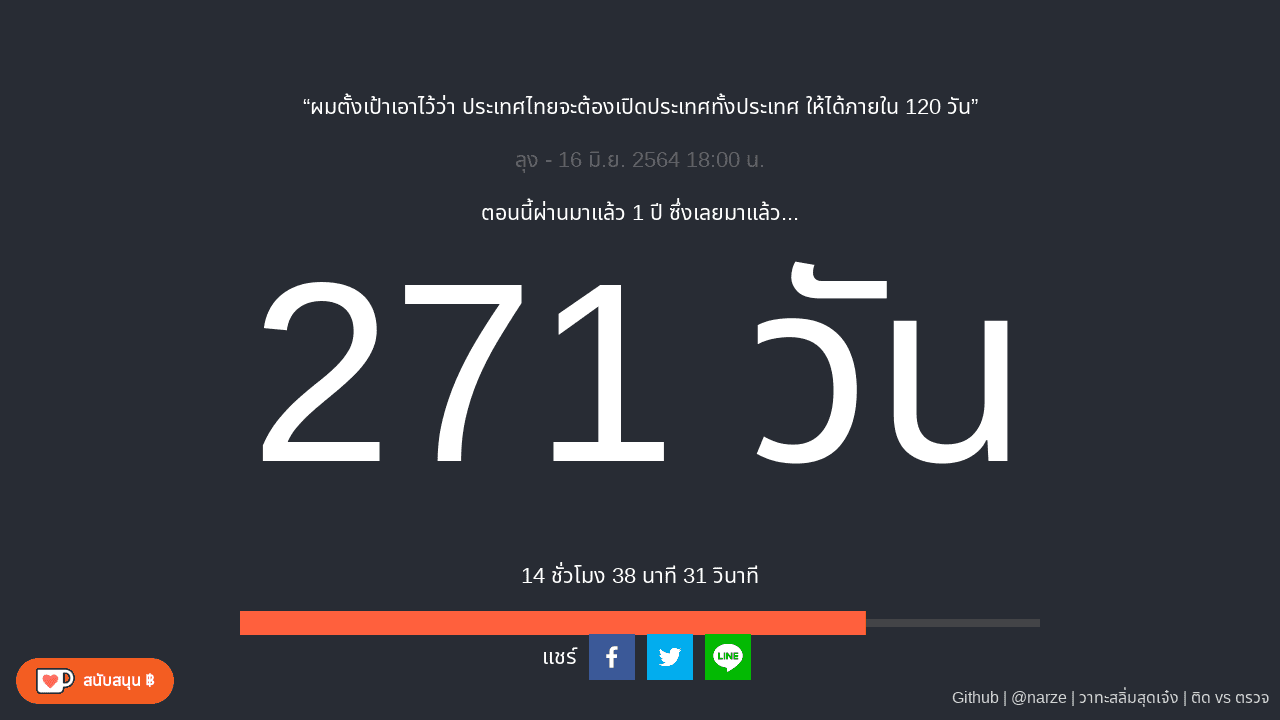 “ผมตั้งเป้าเอาไว้ว่า ประเทศไทยจะต้องเปิดประเทศทั้งประเทศ ให้ได้ภายใน 120 วัน”
ลุง - 16 มิ.ย. 2564 18:00 น.
ตอนนี้ผ่านมาแล้ว 1 ปี ซึ่งเลยมาแล้ว...
271 วัน
14 ชั่วโมง 38 นาที 31 วินาที
แชร์ LINE
สนับสนุน ฿
Github | @narze | วาทะสลิ่มสุดเจ๋ง | ติด vs ตรวจ